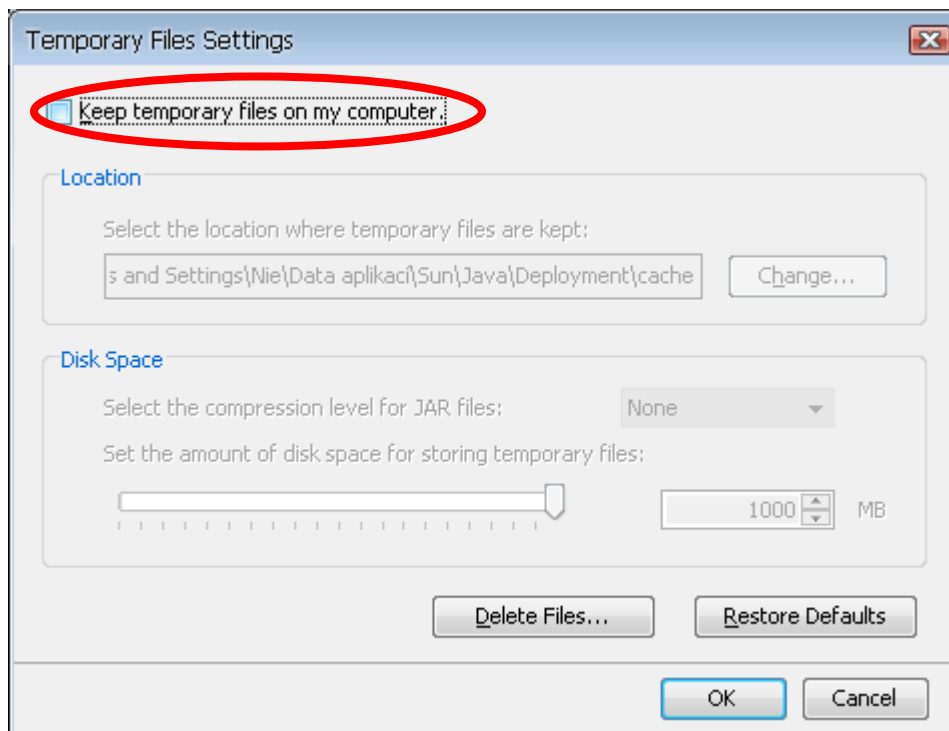 Temporary Files Settings
Keep temporary files on my computer.
Location
Select the location where temporary files are kept:
s and Settings\Nie\Data aplikací\Sun\Java\Deployment\cache
Change...
Disk Space
Select the compression level for JAR files:
None
Set the amount of disk space for storing temporary files:
1000
MB
Delete Files...
Restore Defaults
OK
Cancel